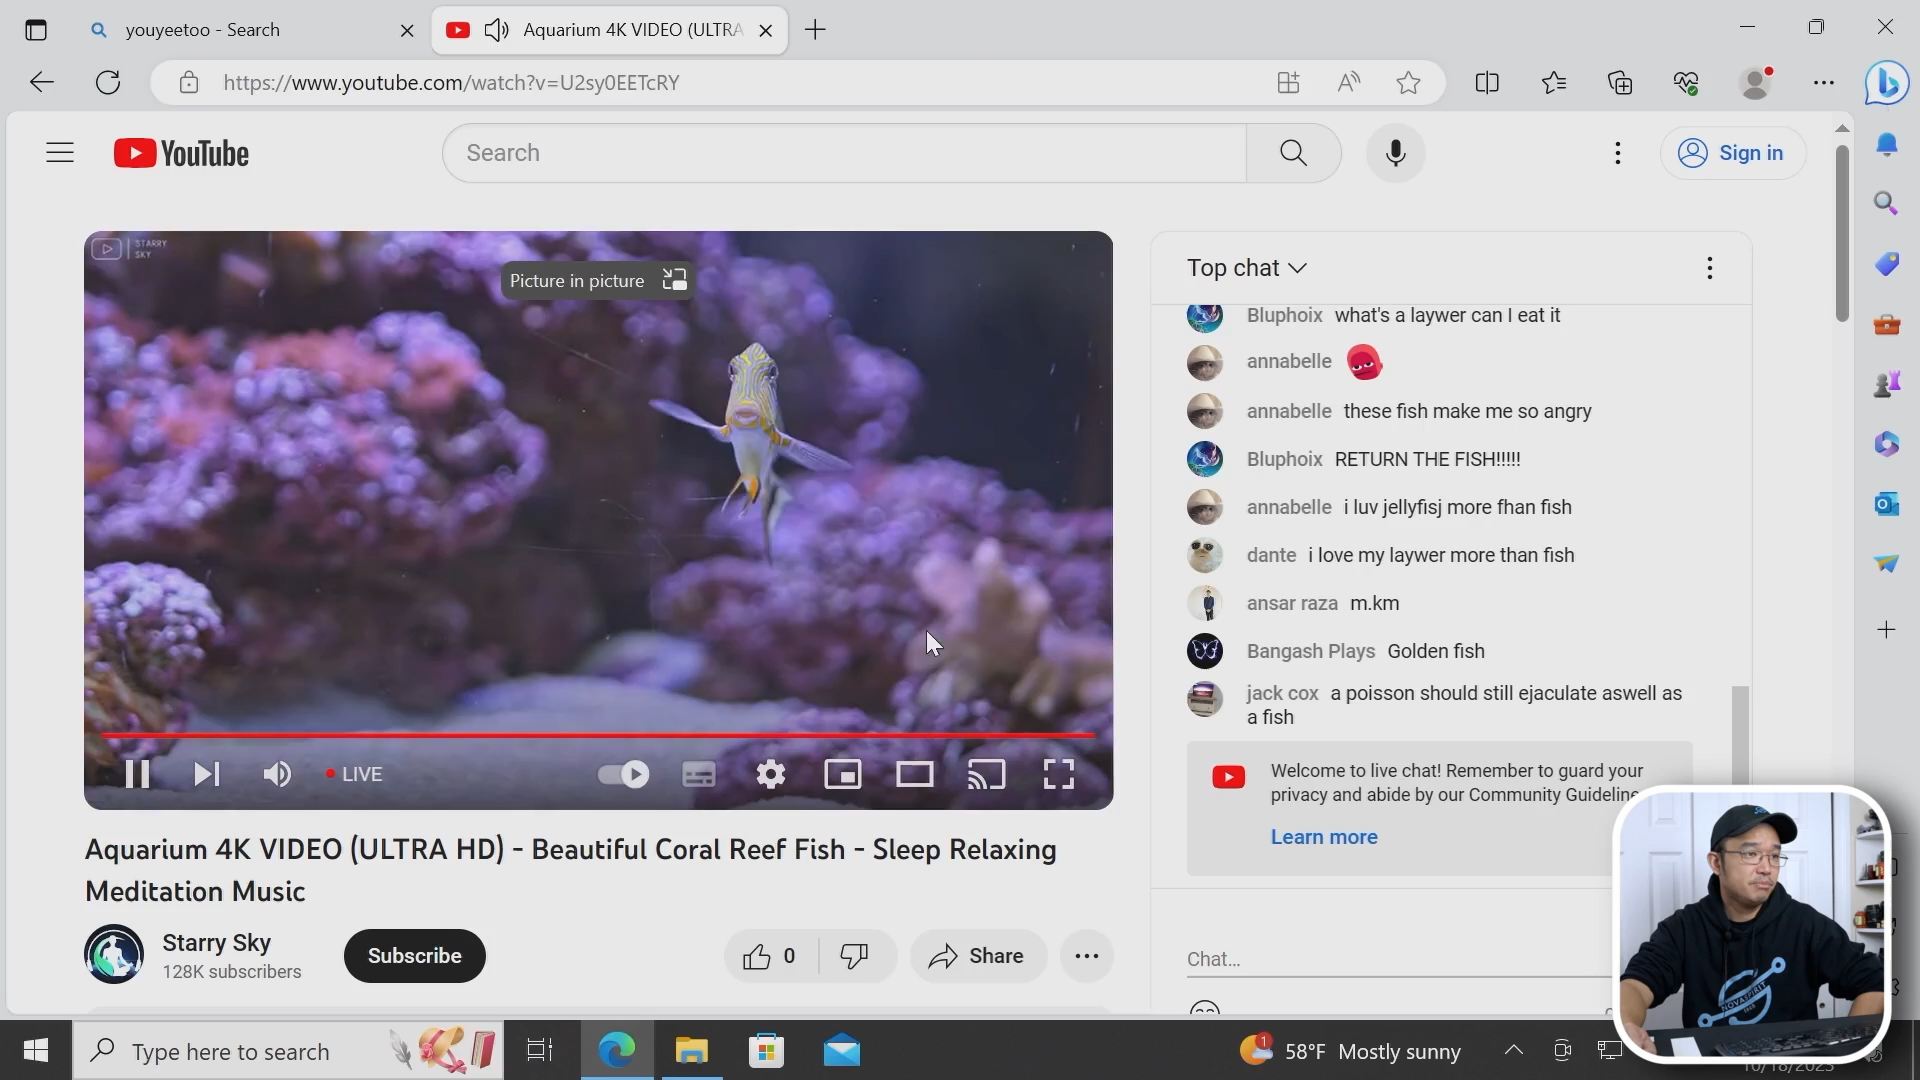 youyeetoo - Search
Aquarium 4K VIDEO (ULTRA
https://www.youtube.com/watch?v=U2sy0EETcRY
YouTube
Search
Sign in
STARRY
SKY
Picture in picture
LIVE
Top chat
Bluphoix what's a laywer can I eat it
annabelle
annabelle these fish make me so angry
Bluphoix RETURN THE FISH!!!!!
annabelle i luv jellyfisj more fhan fish
dante i love my laywer more than fish
ansar raza m.km
Bangash Plays Golden fish
jack cox a poisson should still ejaculate aswell as
a fish
Welcome to live chat! Remember to guard your
privacy and abide by our Community Guideline
Learn more
Chat...
Aquarium 4K VIDEO (ULTRA HD) - Beautiful Coral Reef Fish - Sleep Relaxing
Meditation Music
Starry Sky
128K subscribers
Subscribe
0
Share
Type here to search
1
58°F Mostly sunny
10/18/2023
NOVASPIRIT